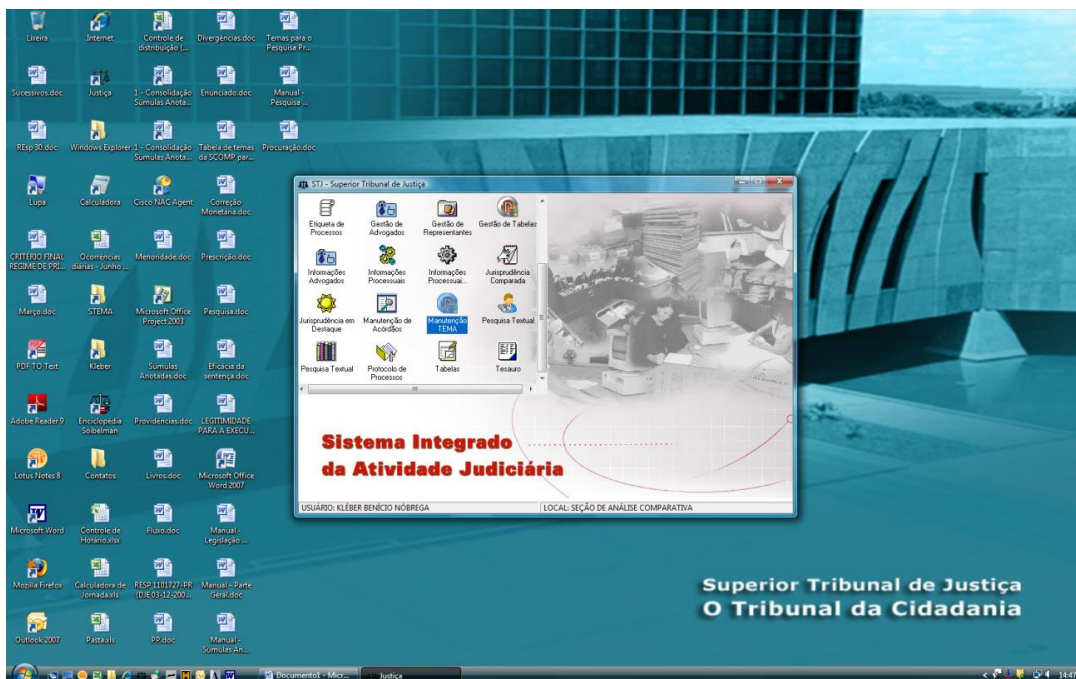 Lixeira
Internet
Controle de
distribuição (...
Divergências.doc
Temas para o
Pesquisa Pr...
Sucessivos.doc
Justiça
1 - Consolidação
Súmulas Anota...
Enunciado.doc
Manual -
Pesquisa ...
REsp 30.doc
Windows Explorer
1 - Consolidação
Súmulas Anota...
Tabela de temas
da SCOMP par...
Procuração.doc
Lupa
Calculadora
Cisco NAC Agent
Correção
Monetária.doc
CRITÉRIO FINAL
REGIME DE PRI...
Ocorrências
diárias - Junho ...
Menoridade.doc
Prescrição.doc
Março.doc
STEMA
Microsoft Office
Project 2003
Pesquisa.doc
PDF TO Text
Kleber
Súmulas
Anotadas.doc
Eficácia da
sentença.doc
Adobe Reader 9
Enciclopédia
Soibelman
Providências.doc
LEGITIMIDADE
PARA A EXECU...
Lotus Notes 8
Contatos
Livros.doc
Microsoft Office
Word 2007
Microsoft Word
Controle de
Horário.xlsx
Fluxo.doc
Manual -
Legislação ...
Mozilla Firefox
Calculadora de
Jornada.xls
RESP 1101727-PR
(DJE 03-12-200...
Manual - Parte
Geral.doc
Outlook 2007
Pasta.xls
PP.doc
Manual -
Súmulas An...
STJ - Superior Tribunal de Justiça
Etiqueta de
Processos
Gestão de
Advogados
Gestão de
Representantes
Gestão de Tabelas
Informações
Advogados
Informações
Processuais
Informações
Processuai...
Jurisprudência
Comparada
Jurisprudência em
Destaque
Manutenção de
Acórdãos
Manutenção
TEMA
Pesquisa Textual
Pesquisa Textual
Protocolo de
Processos
Tabelas
Tesauro
Sistema Integrado
da Atividade Judiciária
USUÁRIO: KLÉBER BENÍCIO NÓBREGA
LOCAL: SEÇÃO DE ANÁLISE COMPARATIVA
Superior Tribunal de Justiça
O Tribunal da Cidadania
Documento1 - Micr...
Justiça
14:47